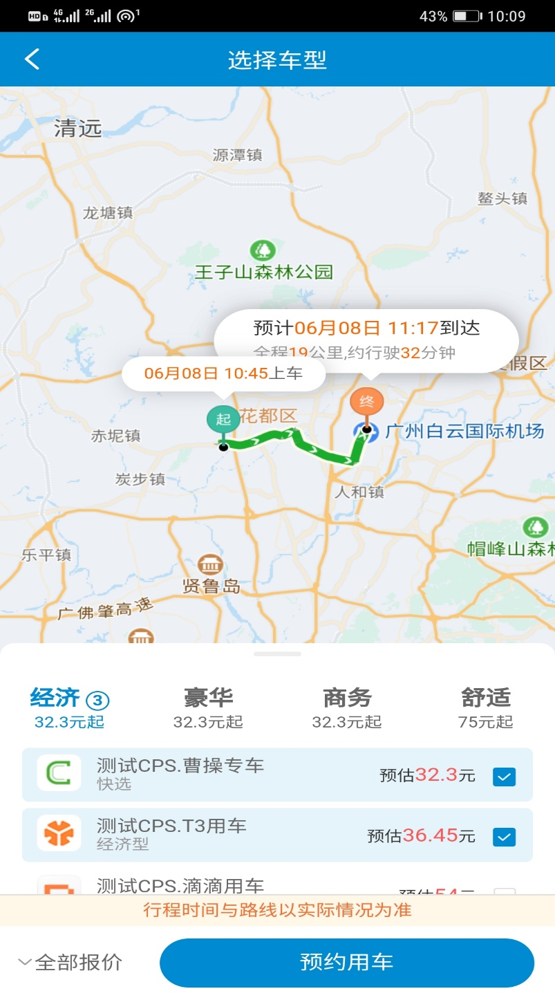 HD 1 4G 2G 1 43% 10:09
选择车型
清远
源潭镇
鳌头镇
龙塘镇
王子山森林公园
预计06月08日 11:17到达
全程19公里,约行驶32分钟
假区
06月08日 10:45上车
终
起
花都区
广州白云国际机场
赤坭镇
炭步镇
人和镇
帽峰山森林
乐平镇
贤鲁岛
广佛肇高速
经济 3
豪华
商务
舒适
32.3元起
32.3元起
32.3元起
75元起
测试CPS.曹操专车
快选
预估32.3元
测试CPS.T3用车
经济型
预估36.45元
测试CPS.滴滴用车
预估54元
行程时间与路线以实际情况为准
全部报价
预约用车